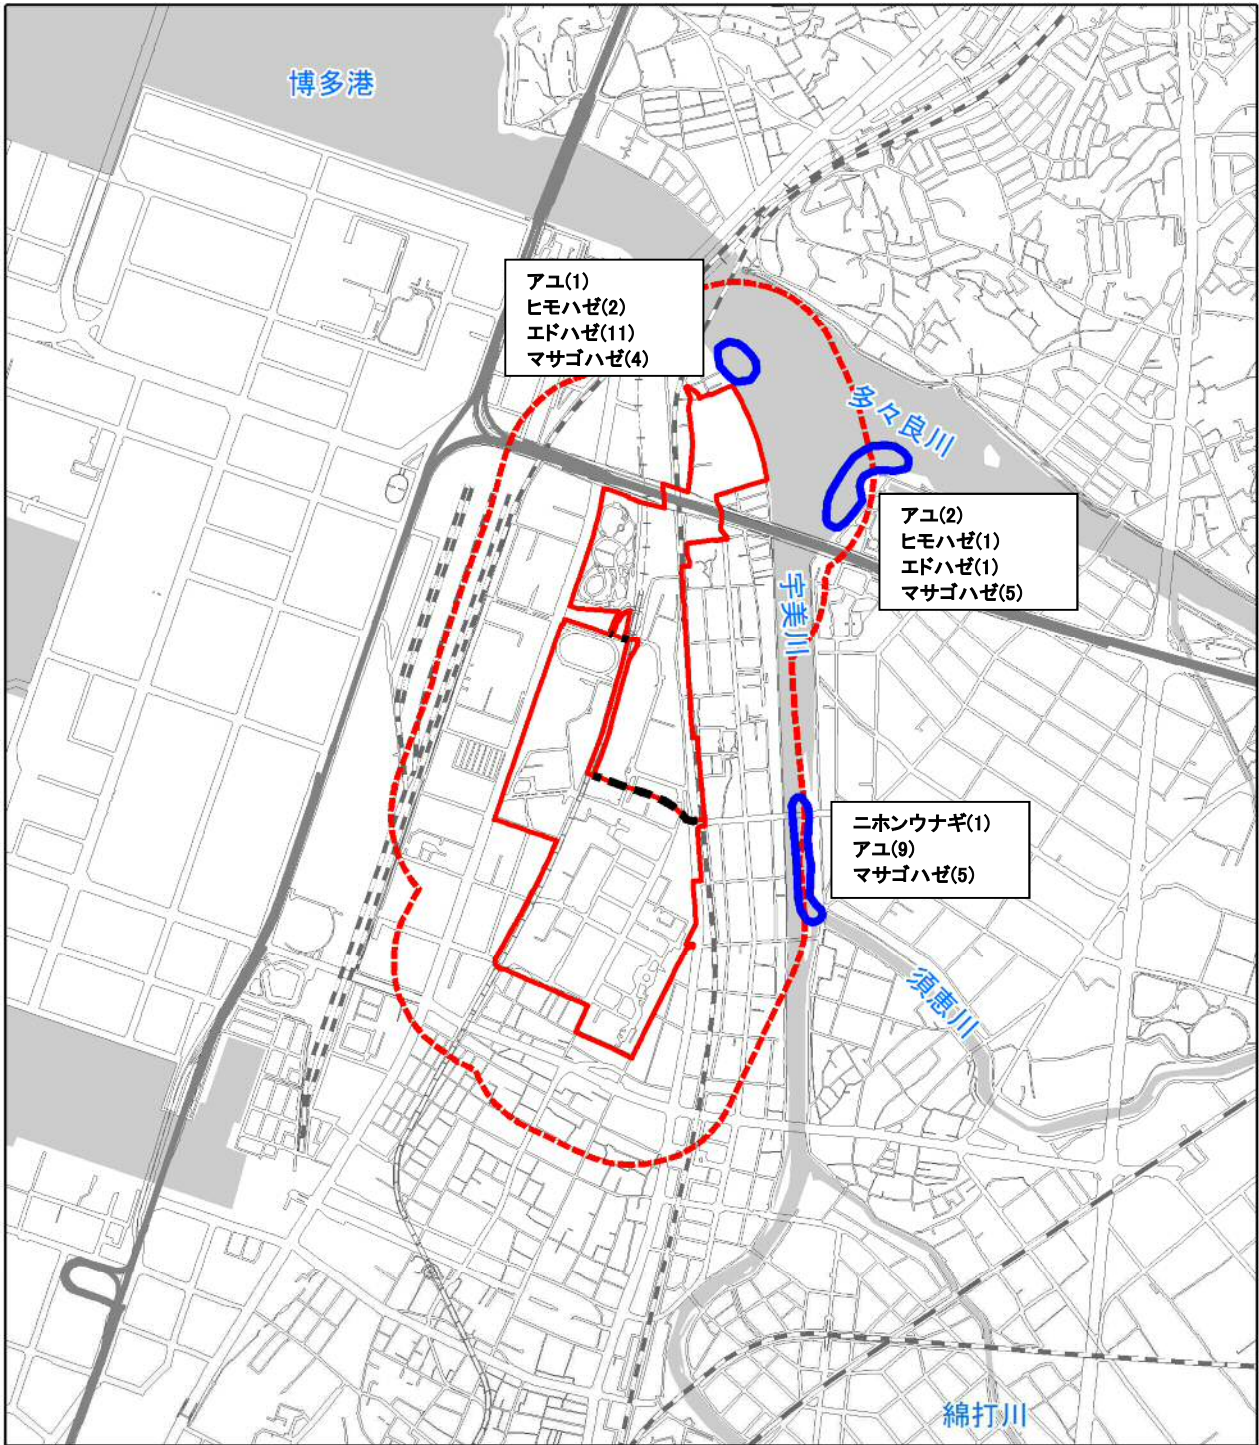 博多港
アユ(1)
ヒモハゼ(2)
エドハゼ(11)
マサゴハゼ(4)
多々良川
アユ(2)
ヒモハゼ(1)
エドハゼ(1)
マサゴハゼ(5)
宇美川
ニホンウナギ(1)
アユ(9)
マサゴハゼ(5)
須恵川
綿打川